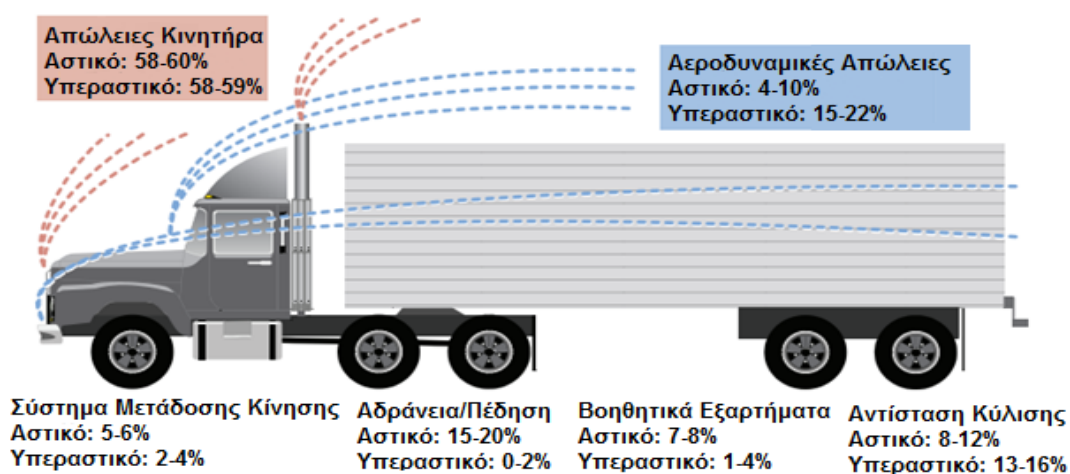 Απώλειες Κινητήρα
Αστικό: 58-60%
Υπεραστικό: 58-59%
Αεροδυναμικές Απώλειες
Αστικό: 4-10%
Υπεραστικό: 15-22%
Σύστημα Μετάδοσης Κίνησης
Αστικό: 5-6%
Υπεραστικό: 2-4%
Αδράνεια/Πέδηση
Αστικό: 15-20%
Υπεραστικό: 0-2%
Βοηθητικά Εξαρτήματα
Αστικό: 7-8%
Υπεραστικό: 1-4%
Αντίσταση Κύλισης
Αστικό: 8-12%
Υπεραστικό: 13-16%